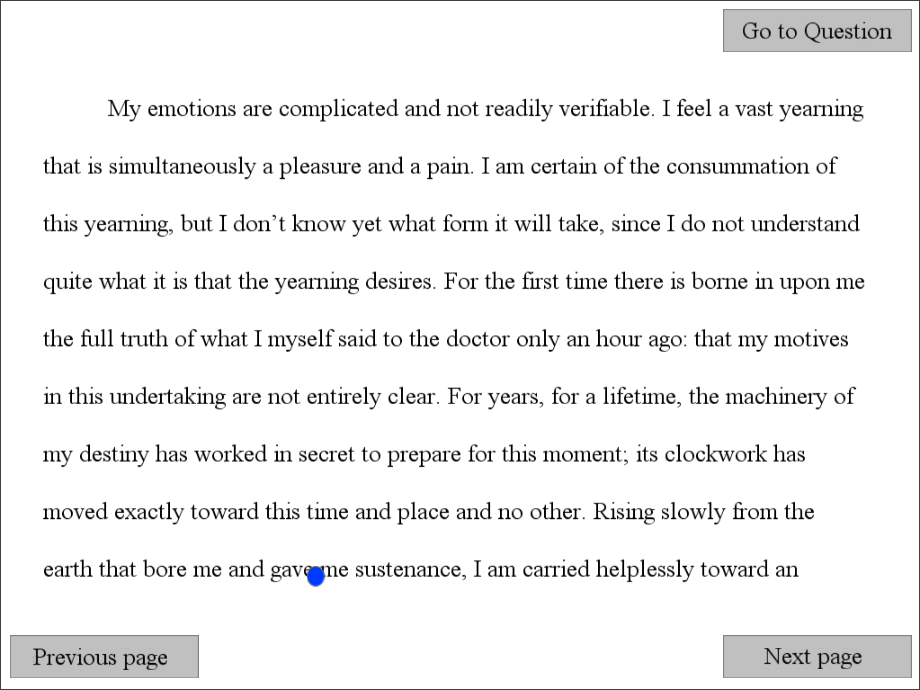 Go to Question
My emotions are complicated and not readily verifiable. I feel a vast yearning
that is simultaneously a pleasure and a pain. I am certain of the consummation of
this yearning, but I don’t know yet what form it will take, since I do not understand
quite what it is that the yearning desires. For the first time there is borne in upon me
the full truth of what I myself said to the doctor only an hour ago: that my motives
in this undertaking are not entirely clear. For years, for a lifetime, the machinery of
my destiny has worked in secret to prepare for this moment; its clockwork has
moved exactly toward this time and place and no other. Rising slowly from the
earth that bore me and gave me sustenance, I am carried helplessly toward an
Previous page
Next page